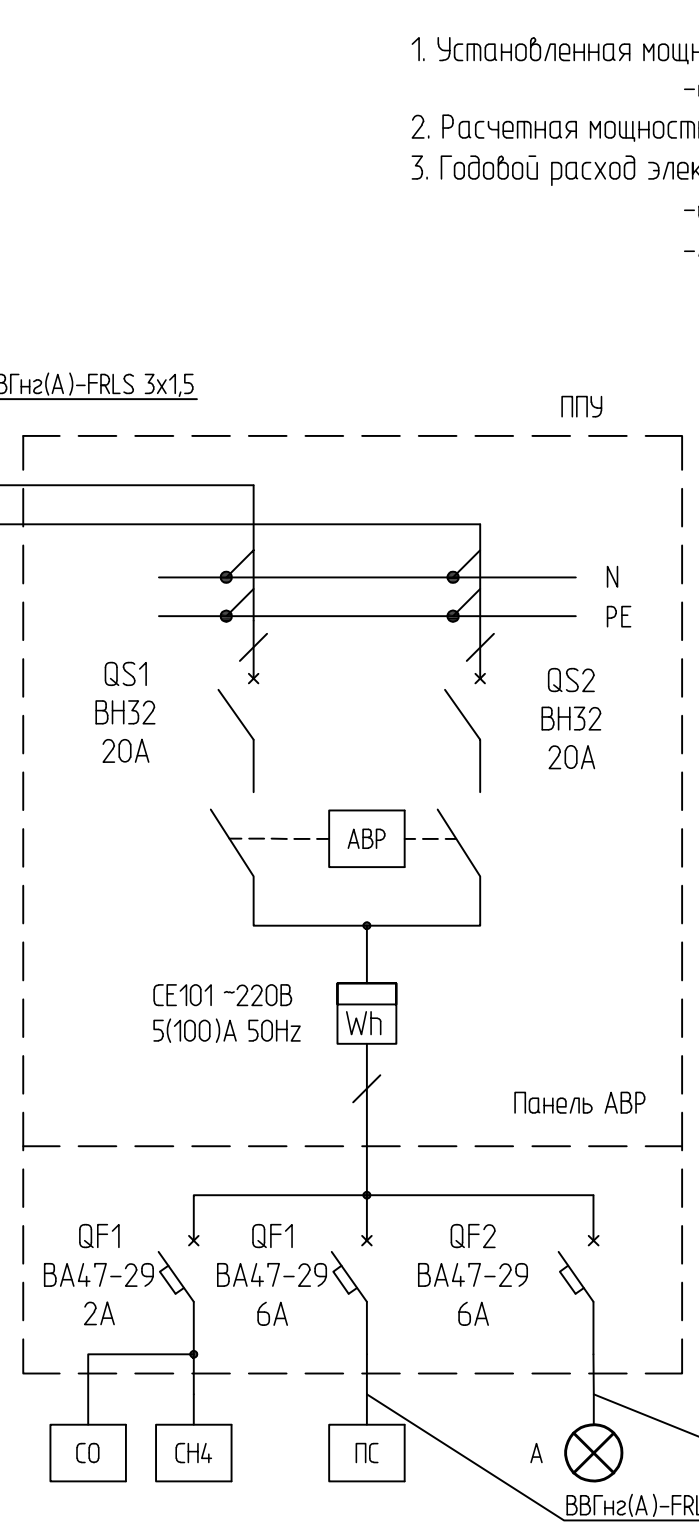 1. Установленная мощн
2. Расчетная мощност
3. Годовой расход элек
ВГнг(А)-FRLS 3х1,5
ППУ
N
PE
QS1
ВН32
20А
QS2
ВН32
20А
АВР
СЕ101 ~220В
5(100)А 50Hz
Wh
Панель АВР
QF1
ВА47-29
2А
QF1
ВА47-29
6А
QF2
ВА47-29
6А
СО
СН4
ПС
А
ВВГнг(А)-FRL